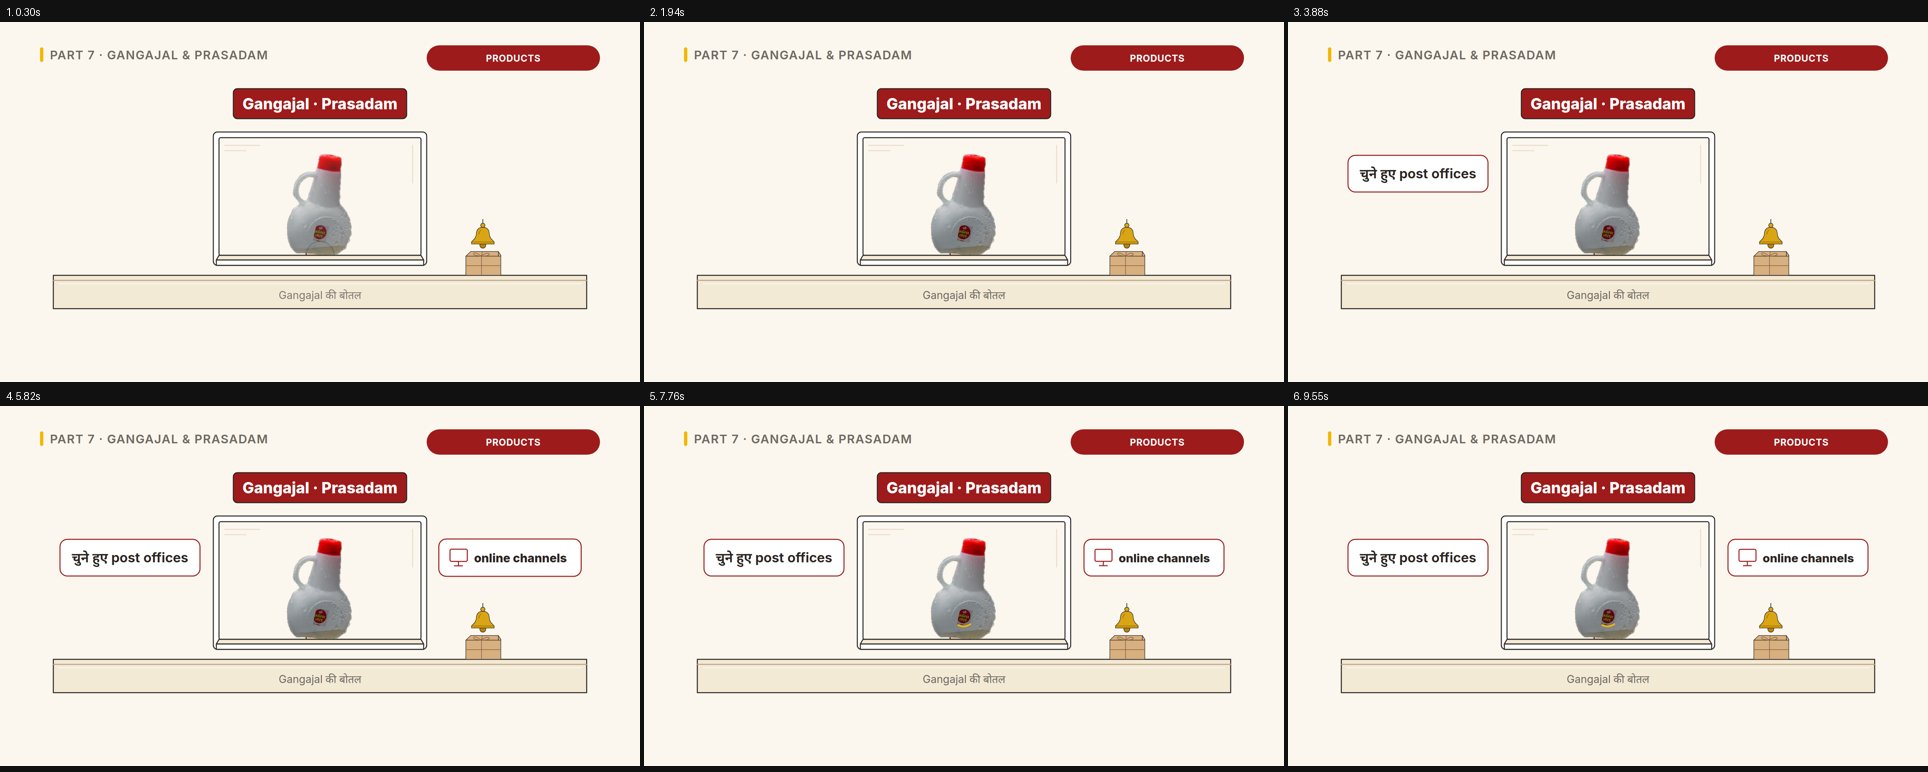 1. 0.30s
PART 7 · GANGAJAL & PRASADAM
PRODUCTS
Gangajal · Prasadam
Gangajal की बोतल
2. 1.94s
PART 7 · GANGAJAL & PRASADAM
PRODUCTS
Gangajal · Prasadam
Gangajal की बोतल
3. 3.88s
PART 7 · GANGAJAL & PRASADAM
PRODUCTS
Gangajal · Prasadam
चुने हुए post offices
Gangajal की बोतल
4. 5.82s
PART 7 · GANGAJAL & PRASADAM
PRODUCTS
Gangajal · Prasadam
चुने हुए post offices
online channels
Gangajal की बोतल
5. 7.76s
PART 7 · GANGAJAL & PRASADAM
PRODUCTS
Gangajal · Prasadam
चुने हुए post offices
online channels
Gangajal की बोतल
6. 9.55s
PART 7 · GANGAJAL & PRASADAM
PRODUCTS
Gangajal · Prasadam
चुने हुए post offices
online channels
Gangajal की बोतल